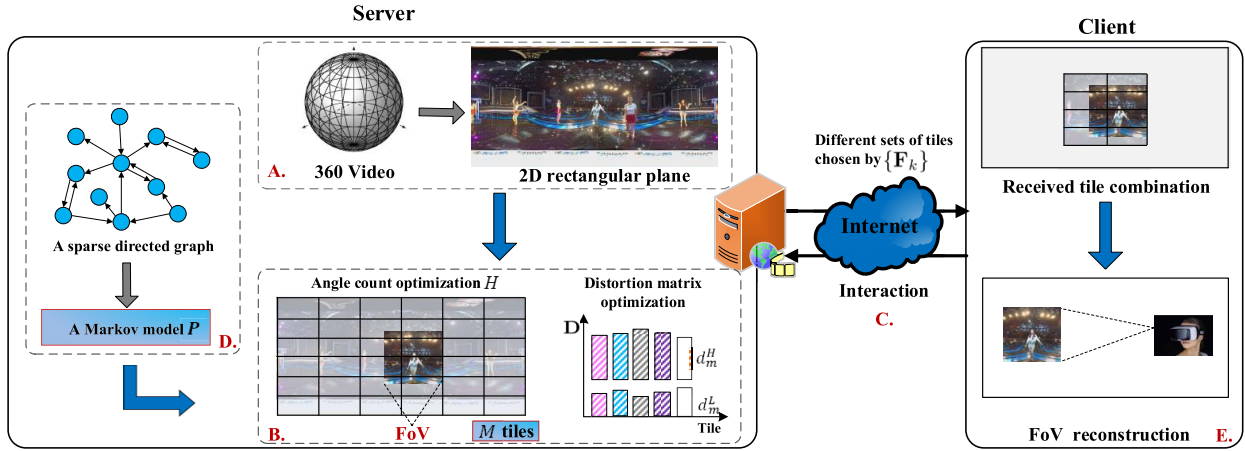 Server
Client
A.
360 Video
2D rectangular plane
A sparse directed graph
A Markov model P
D.
Angle count optimization H
Distortion matrix
optimization
D
d_m^H
d_m^L
Tile
B.
FoV
M tiles
Different sets of tiles
chosen by {F_k}
Internet
Interaction
C.
Received tile combination
FoV reconstruction
E.